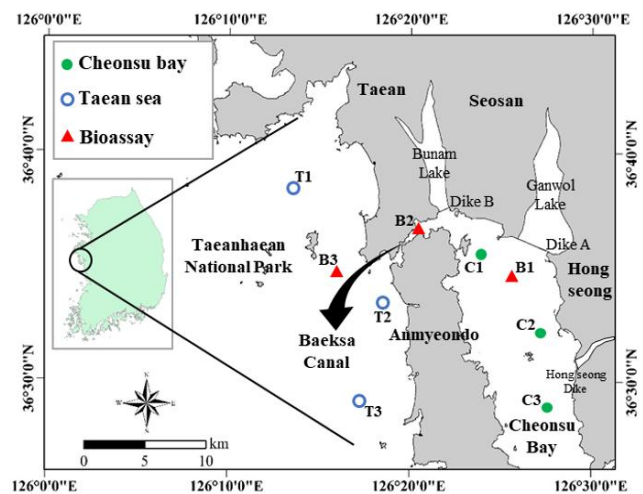 126°0'0"E 126°10'0"E 126°20'0"E 126°30'0"E
Cheonsu bay
Taean sea
Bioassay
Taean
Seosan
36°40'0"N
36°40'0"N
Bunam
Lake
Ganwol
Lake
T1
Dike B
B2
Taeanhaean
National Park
Dike A
B3
C1
B1
Hong
seong
T2
Baeksa
Canal
Anmyeondo
C2
36°30'0"N
36°30'0"N
Hong seong
Dike
T3
C3
Cheonsu
Bay
km
0 5 10
126°0'0"E 126°10'0"E 126°20'0"E 126°30'0"E